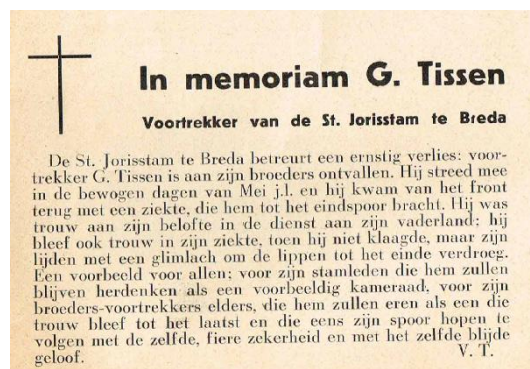 In memoriam G. Tissen
Voortrekker van de St. Jorisstam te Breda
De St. Jorisstam te Breda betreurt een ernstig verlies: voor-
trekker G. Tissen is aan zijn broeders ontvallen. Hij streed mee
in de bewogen dagen van Mei j.l. en hij kwam van het front
terug met een ziekte, die hem tot het eindspoor bracht. Hij was
trouw aan zijn belofte in de dienst aan zijn vaderland; hij
bleef ook trouw in zijn ziekte, toen hij niet klaagde, maar zijn
lijden met een glimlach om de lippen tot het einde verdroeg.
Een voorbeeld voor allen: voor zijn stamleden die hem zullen
blijven herdenken als een voorbeeldig kameraad, voor zijn
broeders-voortrekkers elders, die hem zullen eren als een die
trouw bleef tot het laatst en die eens zijn spoor hopen te
volgen met de zelfde, fiere zekerheid en met het zelfde blijde
geloof. V. T.